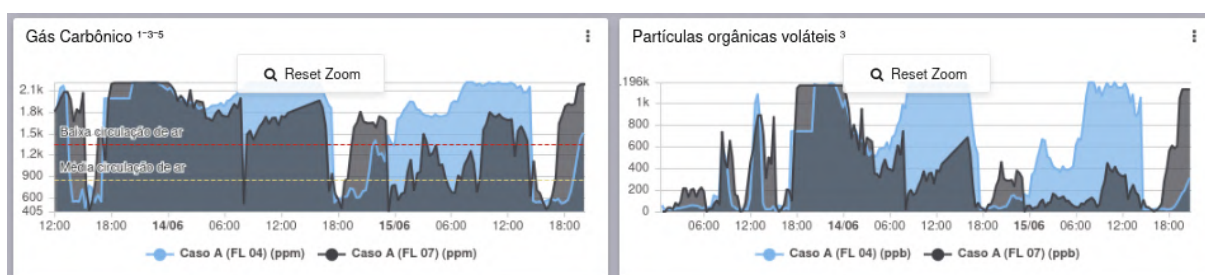 Gás Carbônico ¹⁻³⁻⁵
Reset Zoom
2.1k
1.8k
1.5k
1.2k
900
600
405
Baixa circulação de ar
Média circulação de ar
12:00 18:00 14/06 06:00 12:00 18:00 15/06 06:00 12:00 18:00
Caso A (FL 04) (ppm) Caso A (FL 07) (ppm)
Partículas orgânicas voláteis ³
Reset Zoom
.196k
1k
800
600
400
200
0
06:00 12:00 18:00 14/06 06:00 12:00 18:00 15/06 06:00 12:00 18:00
Caso A (FL 04) (ppb) Caso A (FL 07) (ppb)